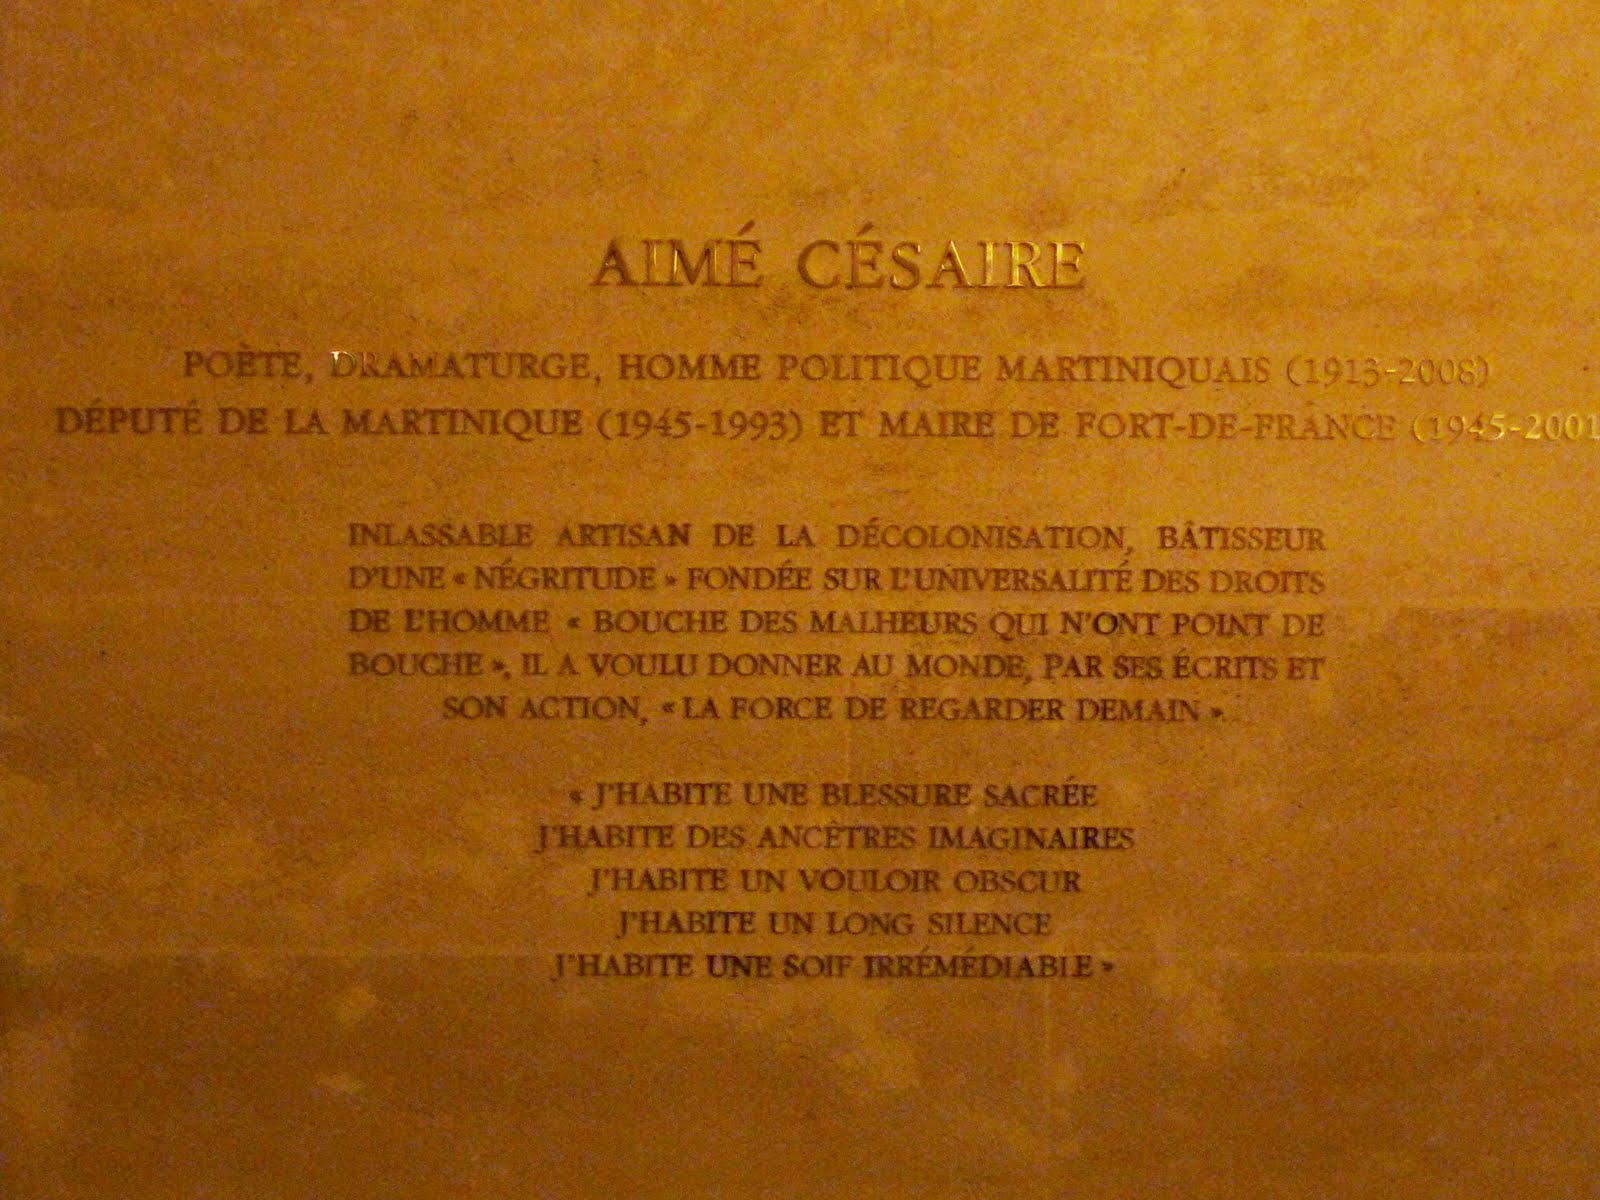 AIMÉ CÉSAIRE
POÈTE, DRAMATURGE, HOMME POLITIQUE MARTINIQUAIS (1913-2008)
DÉPUTÉ DE LA MARTINIQUE (1945-1993) ET MAIRE DE FORT-DE-FRANCE (1945-2001
INLASSABLE ARTISAN DE LA DÉCOLONISATION, BÂTISSEUR
D'UNE « NÉGRITUDE » FONDÉE SUR L'UNIVERSALITÉ DES DROITS
DE L'HOMME « BOUCHE DES MALHEURS QUI N'ONT POINT DE
BOUCHE », IL A VOULU DONNER AU MONDE, PAR SES ÉCRITS ET
SON ACTION, « LA FORCE DE REGARDER DEMAIN ».
« J'HABITE UNE BLESSURE SACRÉE
J'HABITE DES ANCÊTRES IMAGINAIRES
J'HABITE UN VOULOIR OBSCUR
J'HABITE UN LONG SILENCE
J'HABITE UNE SOIF IRRÉMÉDIABLE »